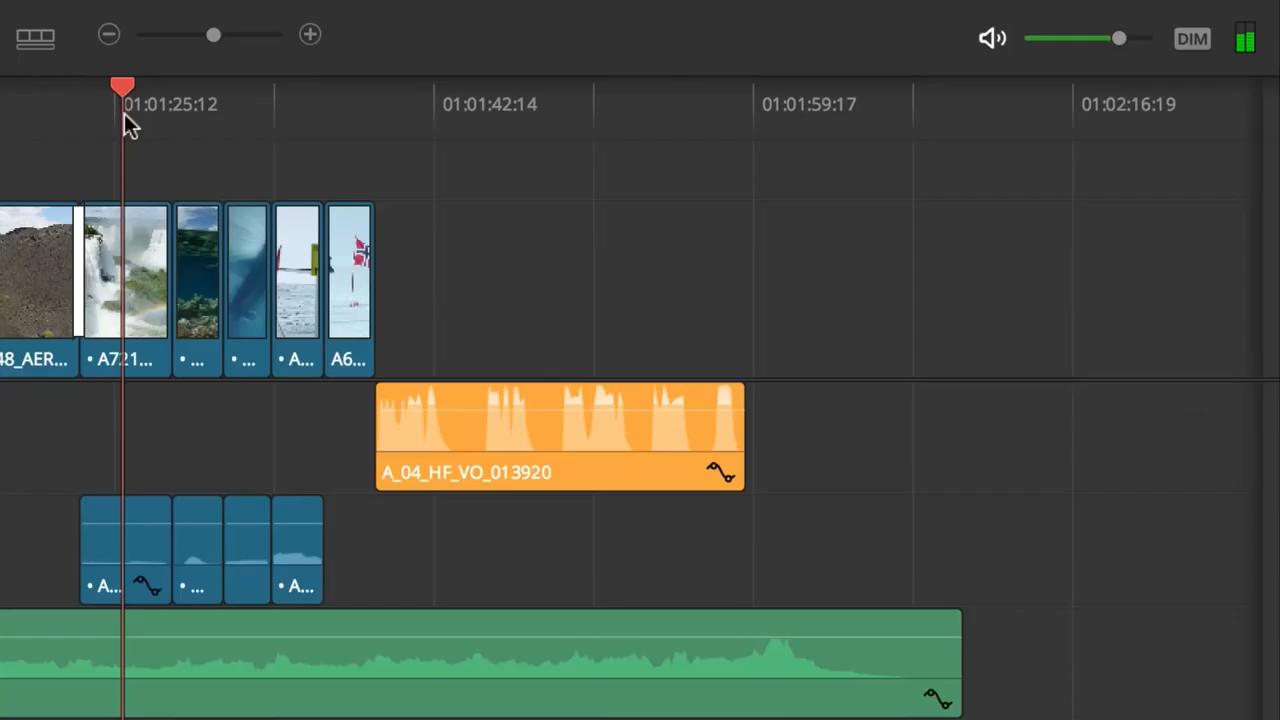 DIM
01:01:25:12 01:01:42:14 01:01:59:17 01:02:16:19
48_AER... • A721... • ... • ... • A... A6...
A_04_HF_VO_013920
• A... • ... • A...